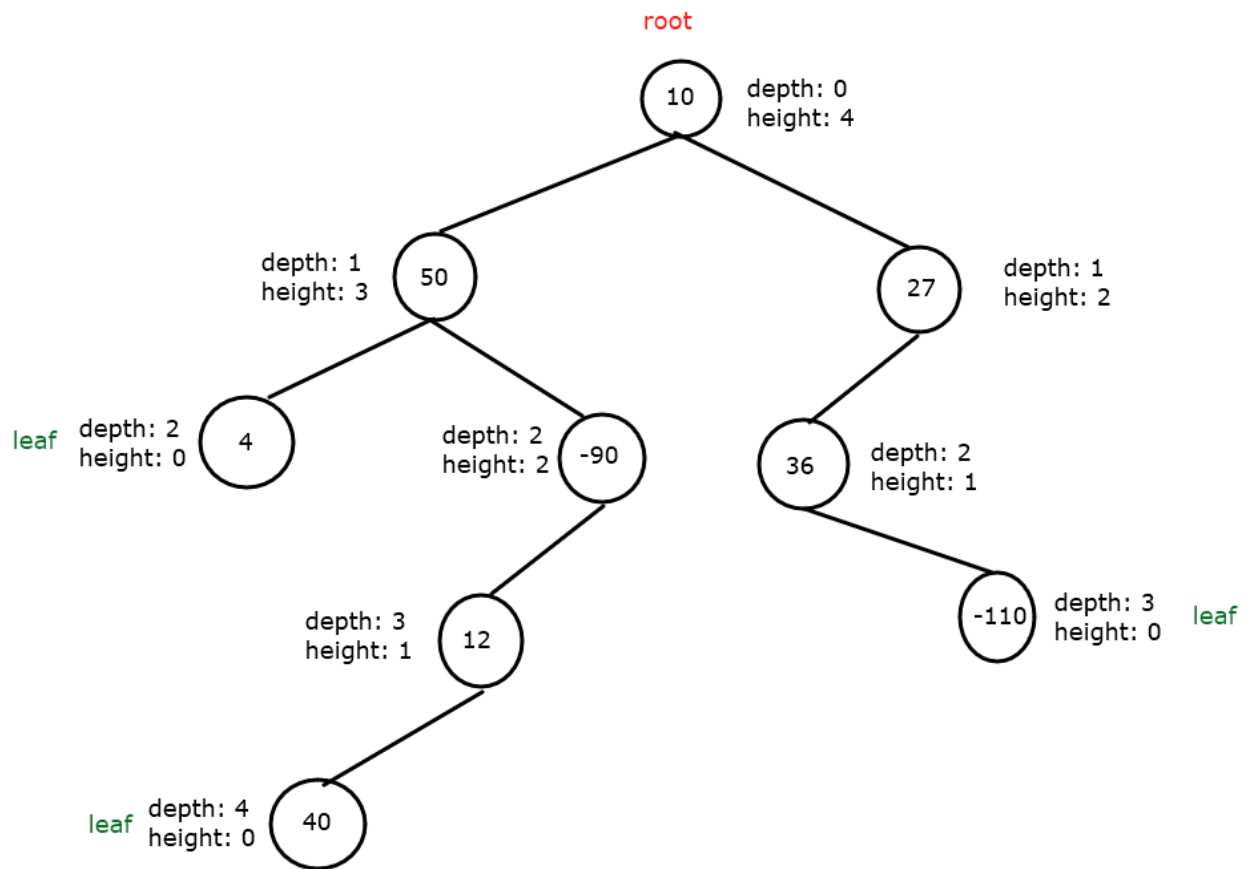 root
10
depth: 0
height: 4
depth: 1
height: 3
50
27
depth: 1
height: 2
leaf
depth: 2
height: 0
4
depth: 2
height: 2
-90
36
depth: 2
height: 1
depth: 3
height: 1
12
-110
depth: 3
height: 0
leaf
leaf
depth: 4
height: 0
40